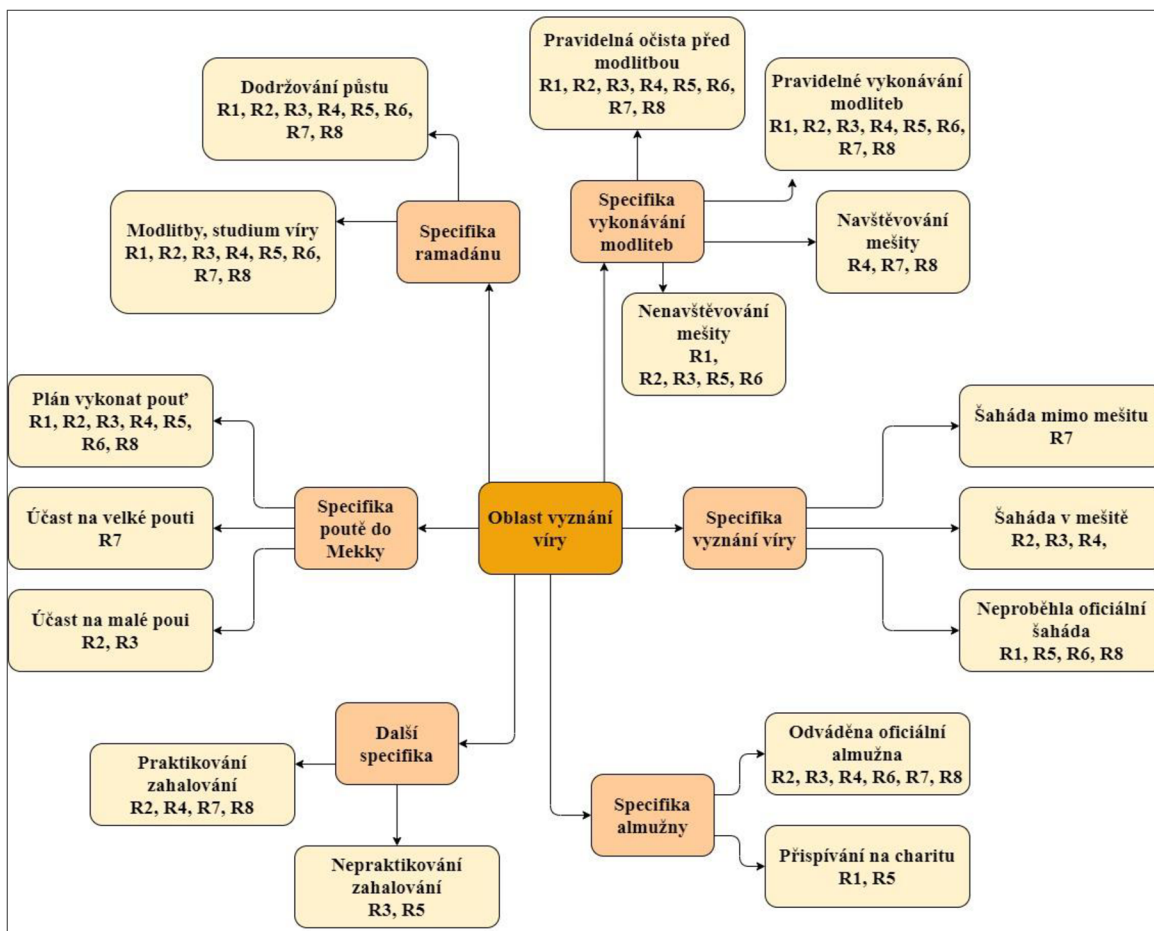 Pravidelná očista před
modlitbou
R1, R2, R3, R4, R5, R6,
R7, R8
Pravidelné vykonávání
modliteb
R1, R2, R3, R4, R5, R6,
R7, R8
Dodržování půstu
R1, R2, R3, R4, R5, R6,
R7, R8
Modlitby, studium víry
R1, R2, R3, R4, R5, R6,
R7, R8
Specifika
ramadánu
Specifika
vykonávání
modliteb
Navštěvování
mešity
R4, R7, R8
Nenavštěvování
mešity
R1,
R2, R3, R5, R6
Plán vykonat pouť
R1, R2, R3, R4, R5,
R6, R8
Účast na velké pouti
R7
Účast na malé poui
R2, R3
Specifika
poutě do
Mekky
Oblast vyznání
víry
Specifika
vyznání víry
Šaháda mimo mešitu
R7
Šaháda v mešitě
R2, R3, R4,
Neproběhla oficiální
šaháda
R1, R5, R6, R8
Další
specifika
Praktikování
zahalování
R2, R4, R7, R8
Nepraktikování
zahalování
R3, R5
Specifika
almužny
Odváděna oficiální
almužna
R2, R3, R4, R6, R7, R8
Přispívání na charitu
R1, R5